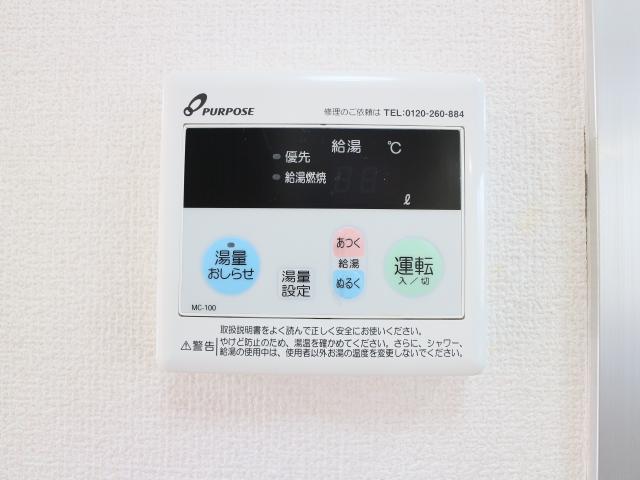 PURPOSE
修理のご依頼は TEL:0120-260-884
給湯 ℃
優先
給湯燃焼
ℓ
湯量
おしらせ
湯量
設定
あつく
給湯
ぬるく
運転
入／切
MC-100
取扱説明書をよく読んで正しく安全にお使いください。
⚠警告 やけど防止のため、湯温を確かめてください。さらに、シャワー、
給湯の使用中は、使用者以外お湯の温度を変更しないでください。